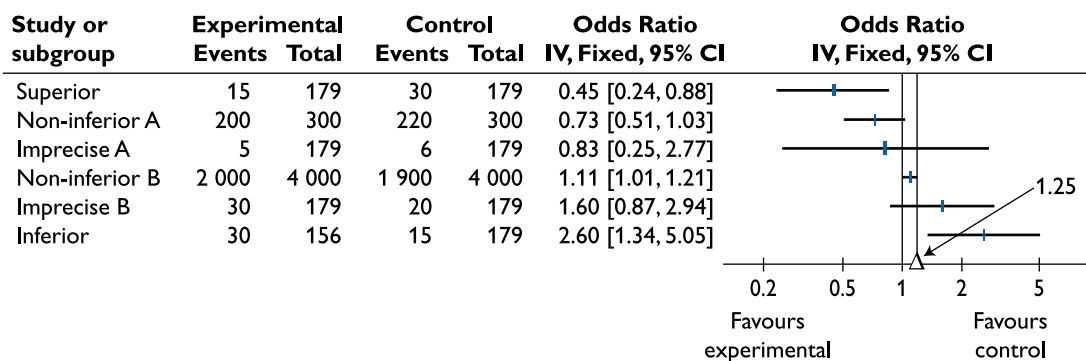 Study or Experimental Control Odds Ratio Odds Ratio
subgroup Events Total Events Total IV, Fixed, 95% CI IV, Fixed, 95% CI
Superior 15 179 30 179 0.45 [0.24, 0.88]
Non-inferior A 200 300 220 300 0.73 [0.51, 1.03]
Imprecise A 5 179 6 179 0.83 [0.25, 2.77]
Non-inferior B 2 000 4 000 1 900 4 000 1.11 [1.01, 1.21]
1.25
Imprecise B 30 179 20 179 1.60 [0.87, 2.94]
Inferior 30 156 15 179 2.60 [1.34, 5.05]
0.2 0.5 1 2 5
Favours Favours
experimental control